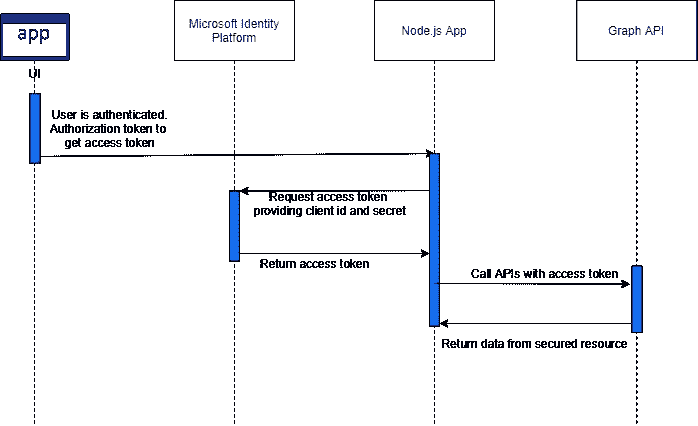 app
Microsoft Identity
Platform
Node.js App
Graph API
UI
User is authenticated.
Authorization token to
get access token
Request access token
providing client id and secret
Return access token
Call APIs with access token
Return data from secured resource